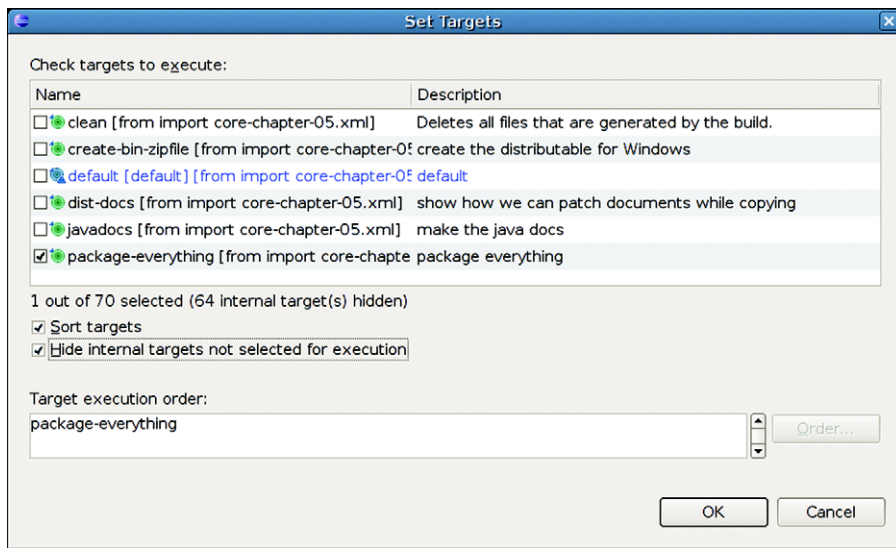 Set Targets
Check targets to execute:
Name Description
clean [from import core-chapter-05.xml] Deletes all files that are generated by the build.
create-bin-zipfile [from import core-chapter-05 create the distributable for Windows
default [default] [from import core-chapter-05 default
dist-docs [from import core-chapter-05.xml] show how we can patch documents while copying
javadocs [from import core-chapter-05.xml] make the java docs
package-everything [from import core-chapte package everything
1 out of 70 selected (64 internal target(s) hidden)
Sort targets
Hide internal targets not selected for execution
Target execution order:
package-everything
Order...
OK Cancel